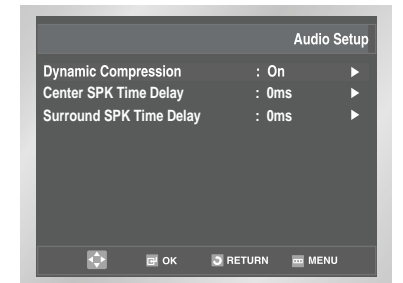 Audio Setup
Dynamic Compression : On
Center SPK Time Delay : 0ms
Surround SPK Time Delay : 0ms
OK RETURN MENU